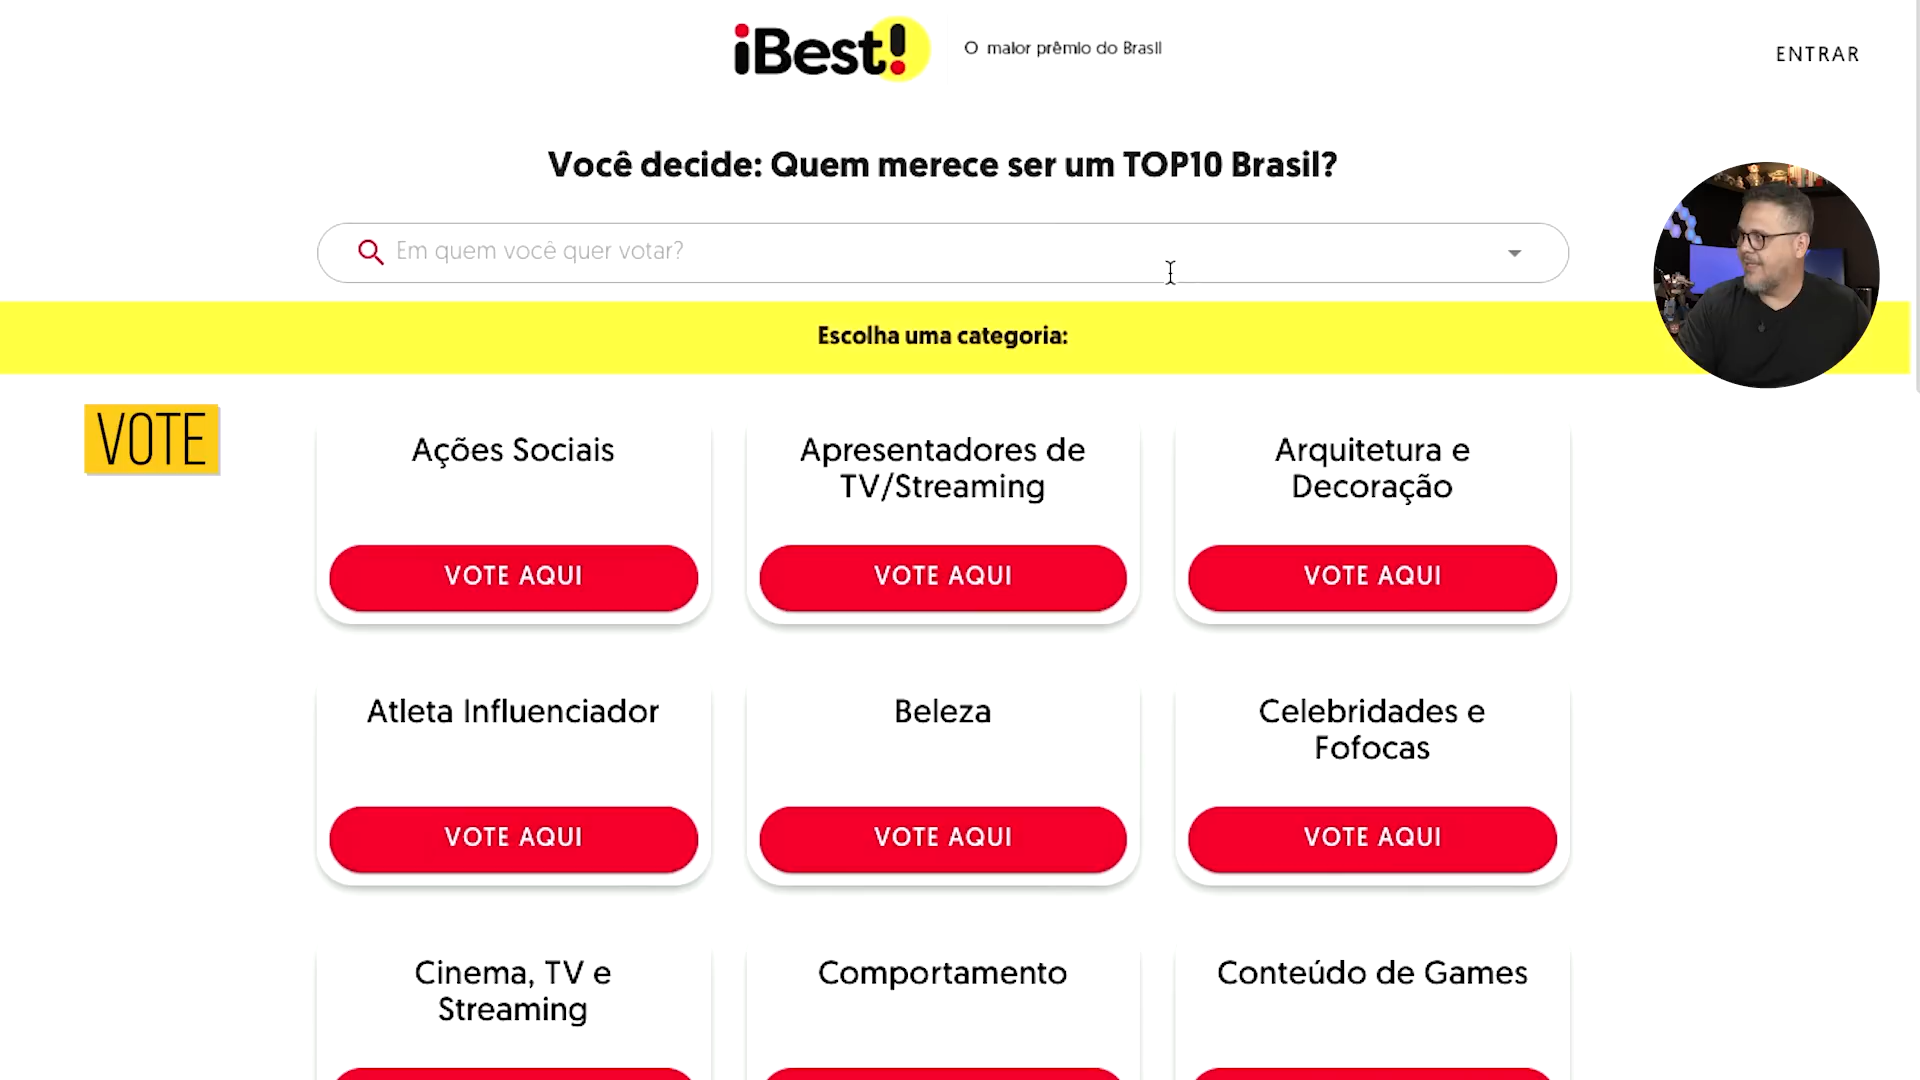 iBest!
O maior prêmio do Brasil
ENTRAR
Você decide: Quem merece ser um TOP10 Brasil?
Em quem você quer votar?
Escolha uma categoria:
VOTE
Ações Sociais
VOTE AQUI
Apresentadores de
TV/Streaming
VOTE AQUI
Arquitetura e
Decoração
VOTE AQUI
Atleta Influenciador
VOTE AQUI
Beleza
VOTE AQUI
Celebridades e
Fofocas
VOTE AQUI
Cinema, TV e
Streaming
Comportamento
Conteúdo de Games